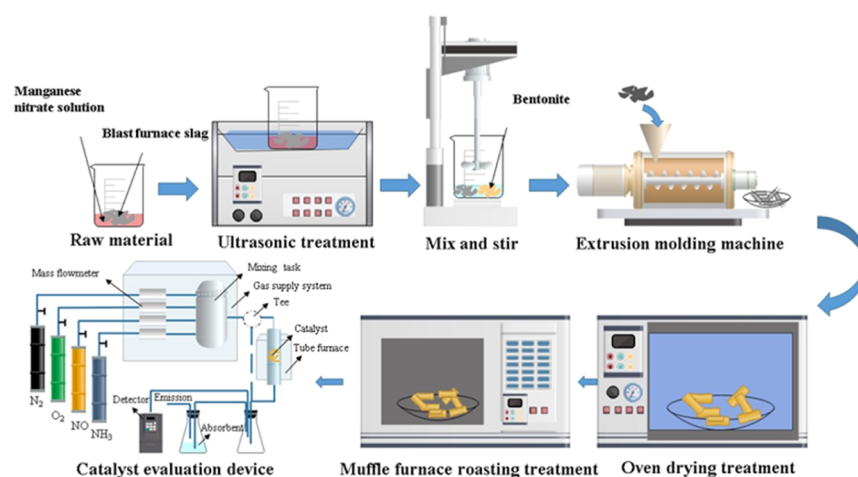 Manganese
nitrate solution
Blast furnace slag
Bentonite
Raw material
Ultrasonic treatment
Mix and stir
Extrusion molding machine
Mass flowmeter
Mixing task
Gas supply system
Tee
Catalyst
Tube furnace
N2
O2
NO
NH3
Detector
Emission
Absorbent
Catalyst evaluation device
Muffle furnace roasting treatment
Oven drying treatment